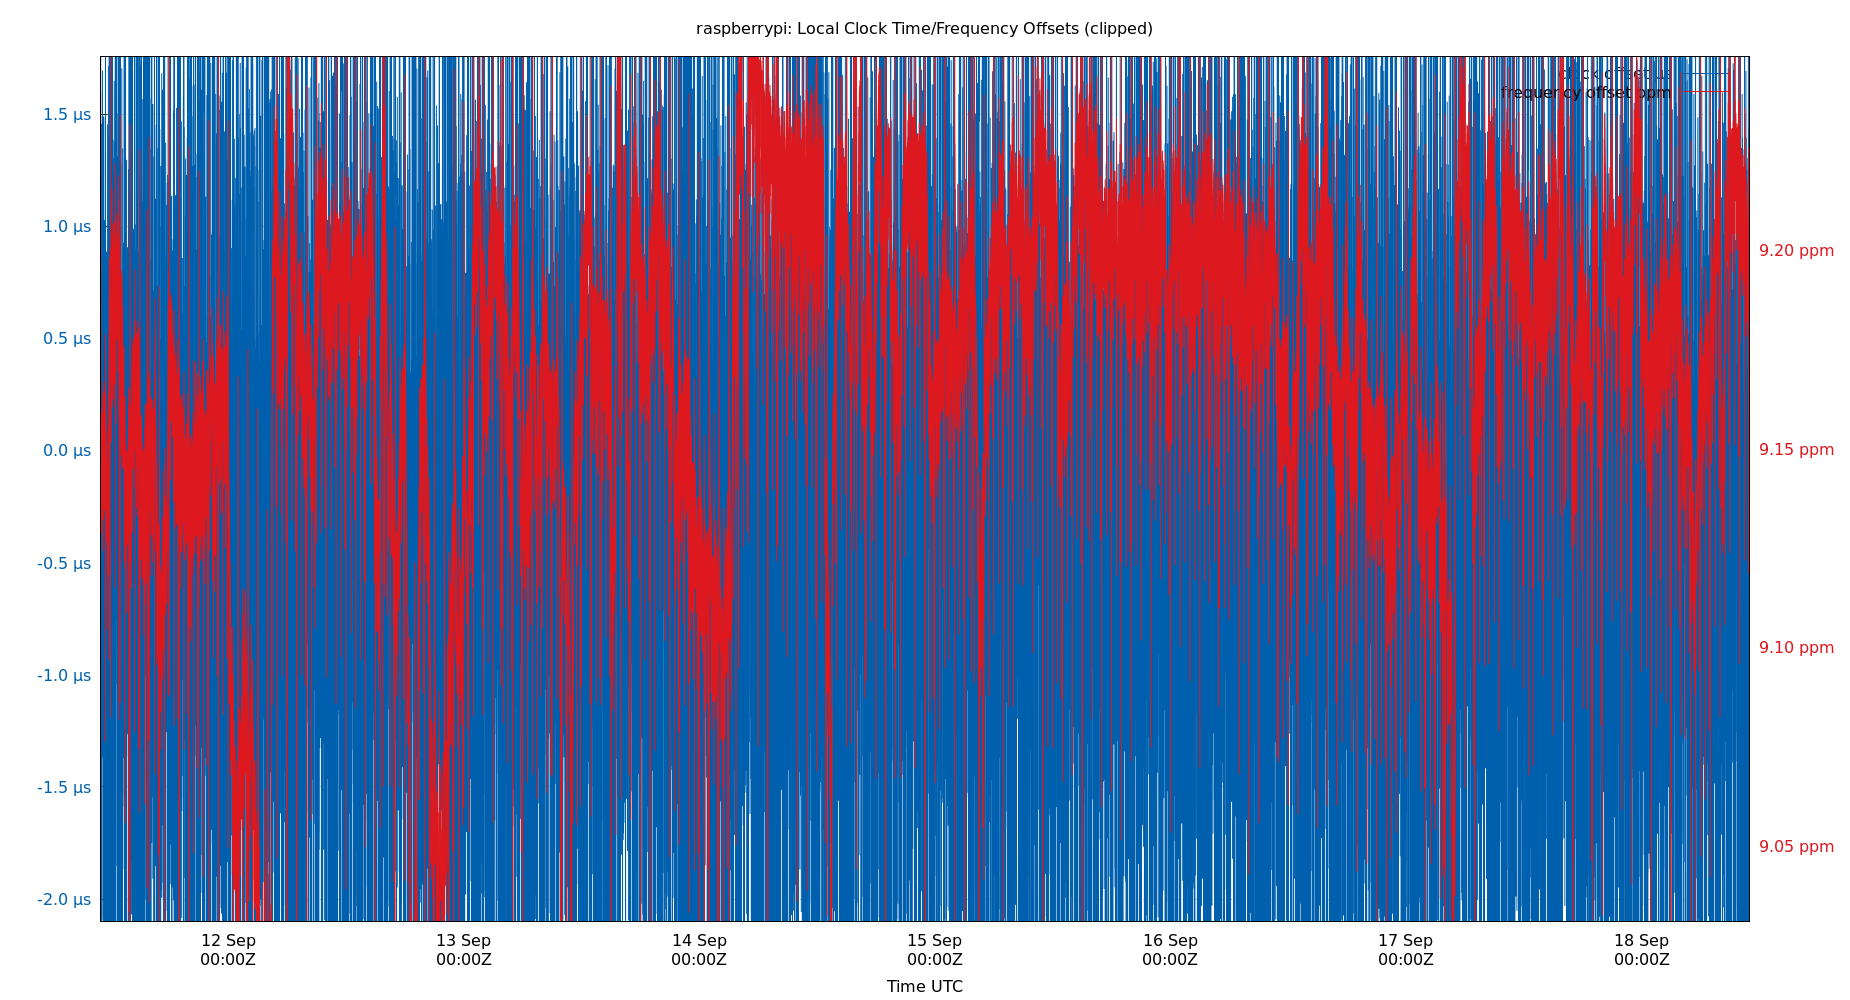 raspberrypi: Local Clock Time/Frequency Offsets (clipped)
clock offset µs
frequency offset ppm
1.5 µs
1.0 µs
0.5 µs
0.0 µs
-0.5 µs
-1.0 µs
-1.5 µs
-2.0 µs
9.20 ppm
9.15 ppm
9.10 ppm
9.05 ppm
12 Sep 13 Sep 14 Sep 15 Sep 16 Sep 17 Sep 18 Sep
00:00Z 00:00Z 00:00Z 00:00Z 00:00Z 00:00Z 00:00Z
Time UTC